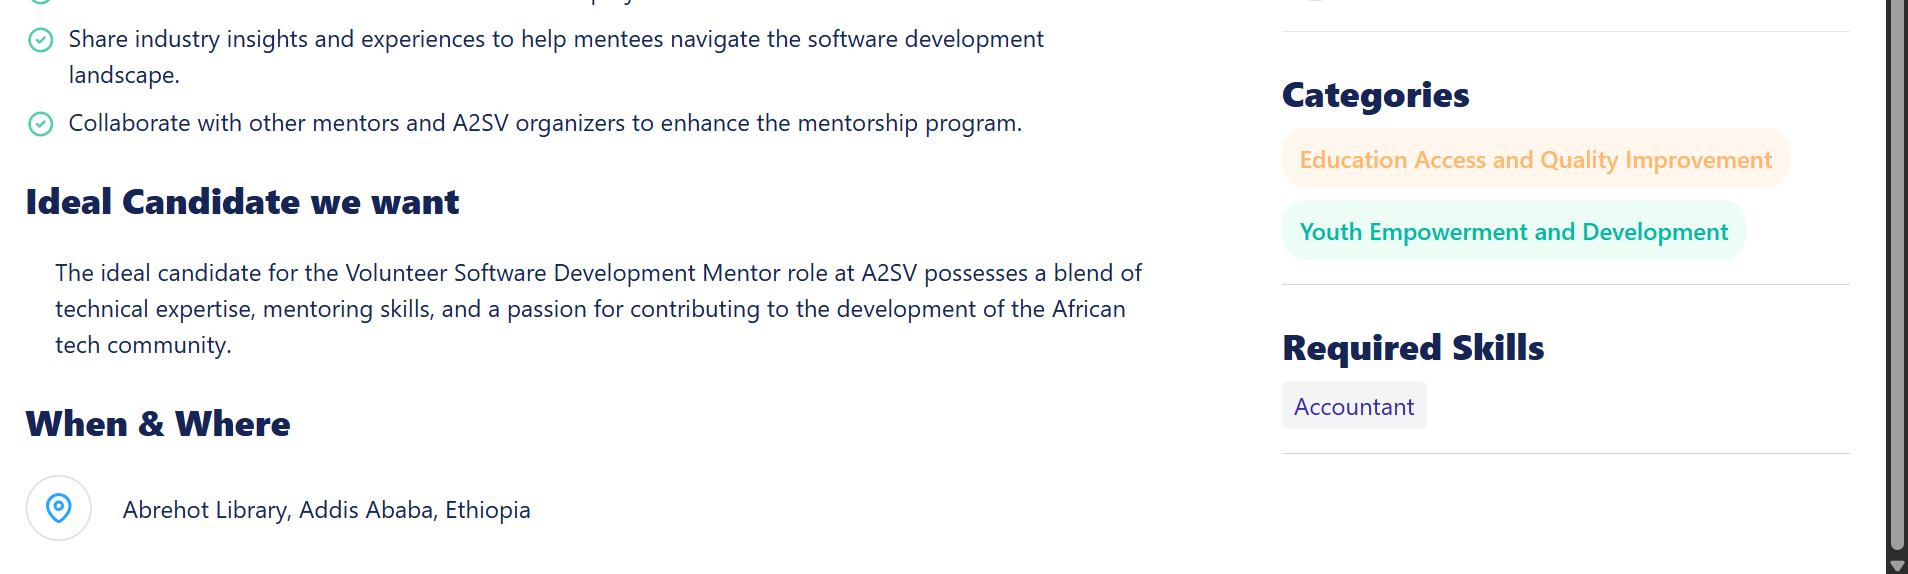 Share industry insights and experiences to help mentees navigate the software development
landscape.
Collaborate with other mentors and A2SV organizers to enhance the mentorship program.
Ideal Candidate we want
The ideal candidate for the Volunteer Software Development Mentor role at A2SV possesses a blend of
technical expertise, mentoring skills, and a passion for contributing to the development of the African
tech community.
When & Where
Abrehot Library, Addis Ababa, Ethiopia
Categories
Education Access and Quality Improvement
Youth Empowerment and Development
Required Skills
Accountant